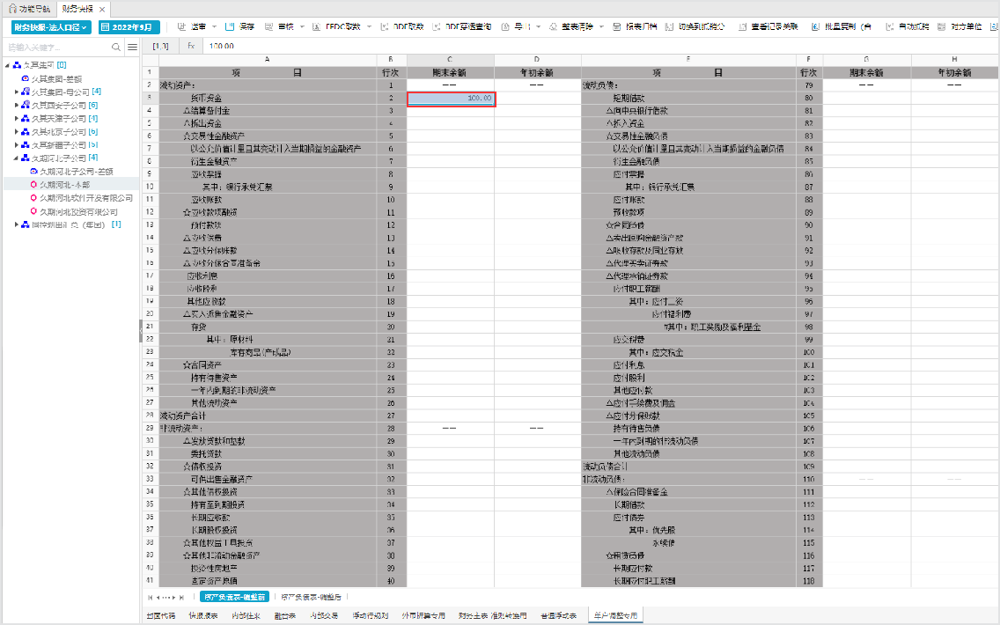 功能导航 财务快报
财务快报-法人口径 2022年9月 送审 保存 审核 FFDC取数 BDF取数 BDF穿透查询 导出 整表清除 报表归档 切换到抵销分 查看记录关联 批量复制（合 自动抵销 对方单位
请输入关键字... [1,3] fx 100.00
A B C D E F G H
久其集团 [8]
久其集团-差额
久其集团-母公司 [4]
久其西安子公司 [6]
久其天津子公司 [4]
久其北京子公司 [6]
久其新疆子公司 [5]
久期河北子公司 [4]
久期河北子公司-差额
久期河北-本部
久期河北软件开发有限公司
久期河北投资有限公司
同控划出汇总（集团） [1]
1 项 目 行次 期末余额 年初余额 项 目 行次 期末余额 年初余额
2 流动资产： 1 —— —— 流动负债： 79 —— ——
3 货币资金 2 100.00 短期借款 80
4 △结算备付金 3 △向中央银行借款 81
5 △拆出资金 4 △拆入资金 82
6 ☆交易性金融资产 5 ☆交易性金融负债 83
7 以公允价值计量且其变动计入当期损益的金融资产 6 以公允价值计量且其变动计入当期损益的金融负债 84
8 衍生金融资产 7 衍生金融负债 85
9 应收票据 8 应付票据 86
10 其中：银行承兑汇票 9 其中：银行承兑汇票 87
11 应收账款 10 应付账款 88
12 ☆应收款项融资 11 预收款项 89
13 预付款项 12 ☆合同负债 90
14 △应收保费 13 △卖出回购金融资产款 91
15 △应收分保账款 14 △吸收存款及同业存放 92
16 △应收分保合同准备金 15 △代理买卖证券款 93
17 应收利息 16 △代理承销证券款 94
18 应收股利 17 应付职工薪酬 95
19 其他应收款 18 其中：应付工资 96
20 △买入返售金融资产 19 应付福利费 97
21 存货 20 #其中：职工奖励及福利基金 98
22 其中：原材料 21 应交税费 99
23 库存商品(产成品) 22 其中：应交税金 100
24 ☆合同资产 23 应付利息 101
25 持有待售资产 24 应付股利 102
26 一年内到期的非流动资产 25 其他应付款 103
27 其他流动资产 26 △应付手续费及佣金 104
28 流动资产合计 27 △应付分保账款 105
29 非流动资产： 28 —— —— 持有待售负债 106
30 △发放贷款和垫款 29 一年内到期的非流动负债 107
31 委托贷款 30 其他流动负债 108
32 ☆债权投资 31 流动负债合计 109
33 可供出售金融资产 32 非流动负债： 110 —— ——
34 ☆其他债权投资 33 △保险合同准备金 111
35 持有至到期投资 34 长期借款 112
36 长期应收款 35 应付债券 113
37 长期股权投资 36 其中：优先股 114
38 ☆其他权益工具投资 37 永续债 115
39 ☆其他非流动金融资产 38 ☆租赁负债 116
40 投资性房地产 39 长期应付款 117
41 固定资产原值 40 长期应付职工薪酬 118
资产负债表-调整前 资产负债表-调整后
封面代码 快报报表 内部往来 融合表 内部交易 浮动行规则 外币折算专用 财务主表-准则转换用 普通浮动表 单户调整专用